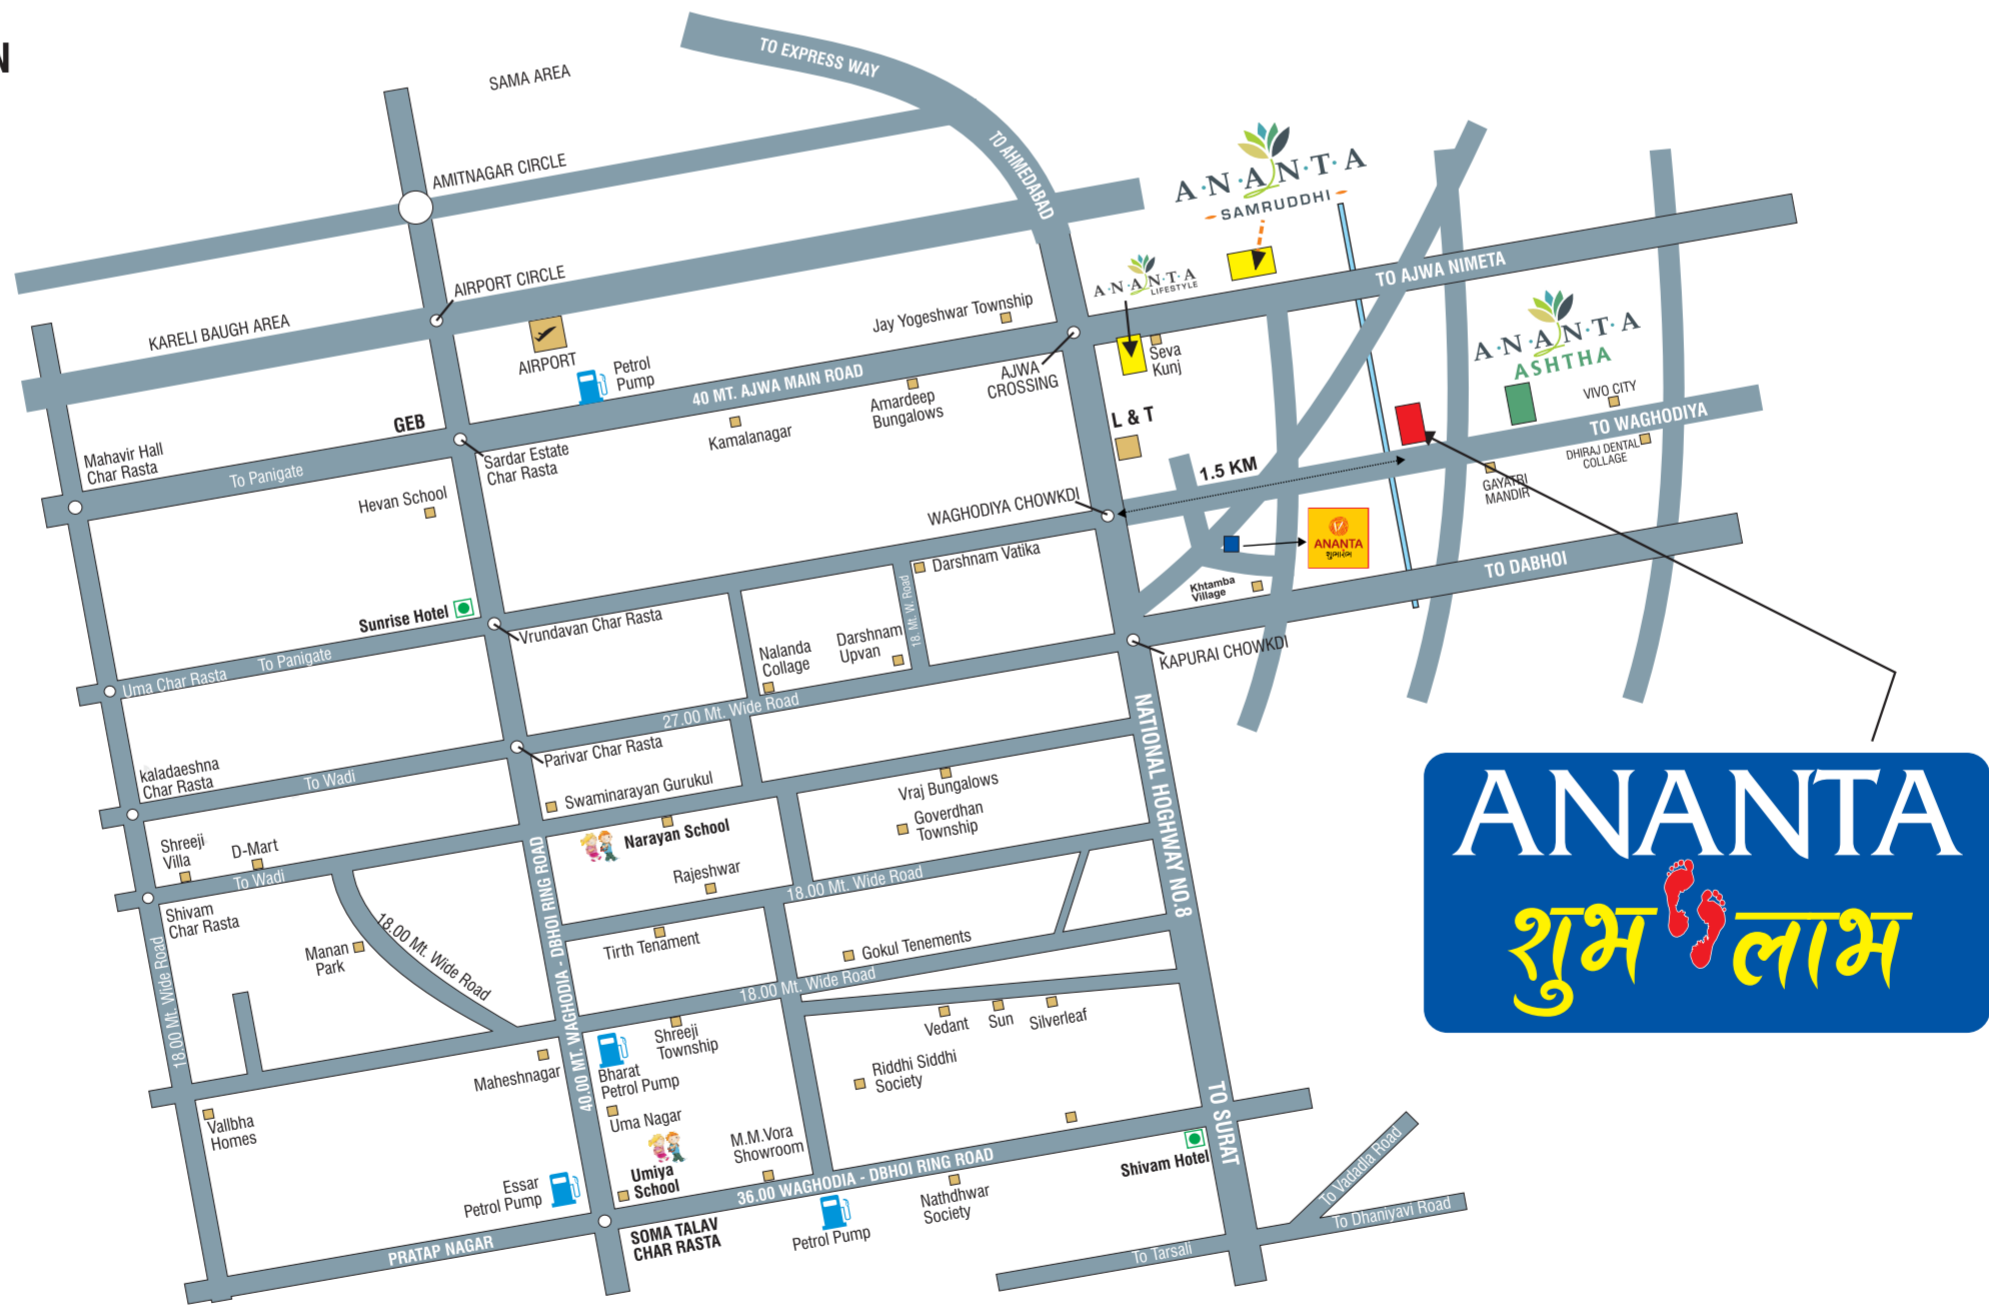 N
SAMA AREA
TO EXPRESS WAY
TO AHMEDABAD
AMITNAGAR CIRCLE
AIRPORT CIRCLE
KARELI BAUGH AREA
AIRPORT
Petrol
Pump
Jay Yogeshwar Township
40 MT. AJWA MAIN ROAD
AJWA
CROSSING
Amardeep
Bungalows
Kamalanagar
GEB
Sardar Estate
Char Rasta
Mahavir Hall
Char Rasta
To Panigate
Hevan School
A·N·A·N·T·A
SAMRUDDHI
A·N·A·N·T·A
LIFESTYLE
Seva
Kunj
TO AJWA NIMETA
A·N·A·N·T·A
ASHTHA
VIVO CITY
TO WAGHODIYA
DHIRAJ DENTAL
COLLAGE
GAYATRI
MANDIR
L & T
1.5 KM
WAGHODIYA CHOWKDI
ANANTA
શુભારંભ
Khtamba
Village
TO DABHOI
KAPURAI CHOWKDI
Darshnam Vatika
18. Mt. W. Road
Darshnam
Upvan
Nalanda
Collage
Sunrise Hotel
Vrundavan Char Rasta
To Panigate
Uma Char Rasta
27.00 Mt. Wide Road
Parivar Char Rasta
kaladaeshna
Char Rasta
To Wadi
Swaminarayan Gurukul
Narayan School
Vraj Bungalows
Goverdhan
Township
NATIONAL HOGHWAY NO.8
Shreeji
Villa
D-Mart
To Wadi
Shivam
Char Rasta
Rajeshwar
18.00 Mt. Wide Road
Manan
Park
18.00 Mt. Wide Road
Tirth Tenament
Gokul Tenements
18.00 Mt. Wide Road
18.00 Mt. Wide Road
40.00 MT. WAGHODIA - DBHOI RING ROAD
Vedant
Sun
Silverleaf
Shreeji
Township
Bharat
Petrol Pump
Maheshnagar
Riddhi Siddhi
Society
Uma Nagar
Vallbha
Homes
M.M.Vora
Showroom
Umiya
School
Essar
Petrol Pump
36.00 WAGHODIA - DBHOI RING ROAD
TO SURAT
Shivam Hotel
Nathdhwar
Society
Petrol Pump
SOMA TALAV
CHAR RASTA
PRATAP NAGAR
To Vadadla Road
To Dhaniyavi Road
To Tarsali
ANANTA
शुभ लाभ